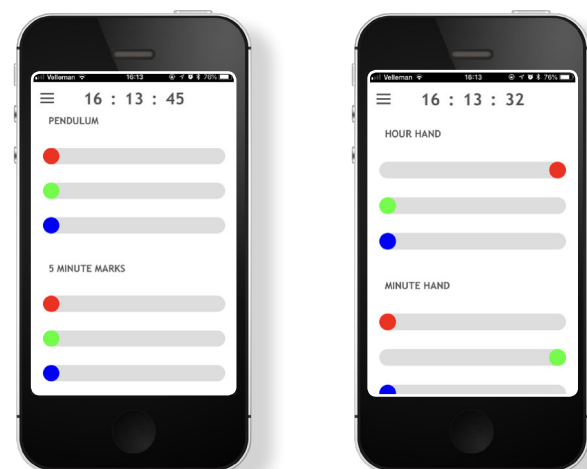 Velleman 16:13 76%
16 : 13 : 45
PENDULUM
5 MINUTE MARKS
Velleman 16:13 76%
16 : 13 : 32
HOUR HAND
MINUTE HAND